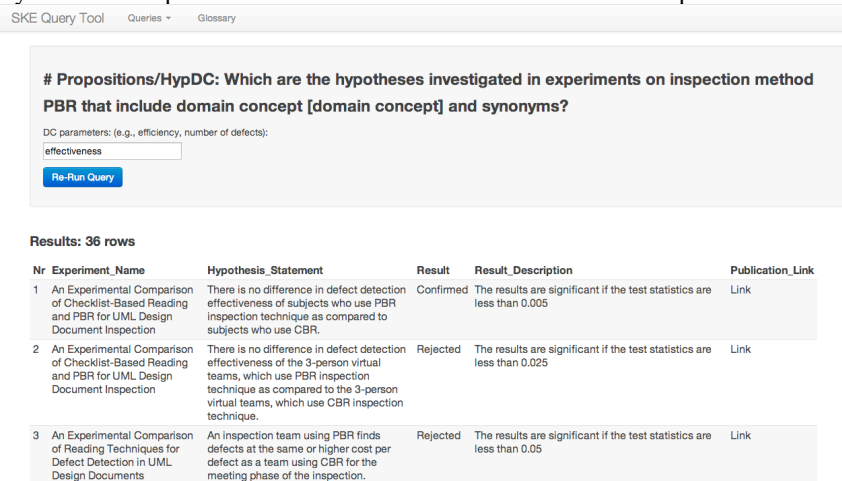 SKE Query Tool Queries Glossary
# Propositions/HypDC: Which are the hypotheses investigated in experiments on inspection method
PBR that include domain concept [domain concept] and synonyms?
DC parameters: (e.g., efficiency, number of defects):
effectiveness
Re-Run Query
Results: 36 rows
Nr Experiment_Name Hypothesis_Statement Result Result_Description Publication_Link
1 An Experimental Comparison There is no difference in defect detection Confirmed The results are significant if the test statistics are Link
of Checklist-Based Reading effectiveness of subjects who use PBR less than 0.005
and PBR for UML Design inspection technique as compared to
Document Inspection subjects who use CBR.
2 An Experimental Comparison There is no difference in defect detection Rejected The results are significant if the test statistics are Link
of Checklist-Based Reading effectiveness of the 3-person virtual less than 0.025
and PBR for UML Design teams, which use PBR inspection
Document Inspection technique as compared to the 3-person
virtual teams, which use CBR inspection
technique.
3 An Experimental Comparison An inspection team using PBR finds Rejected The results are significant if the test statistics are Link
of Reading Techniques for defects at the same or higher cost per less than 0.05
Defect Detection in UML defect as a team using CBR for the
Design Documents meeting phase of the inspection.